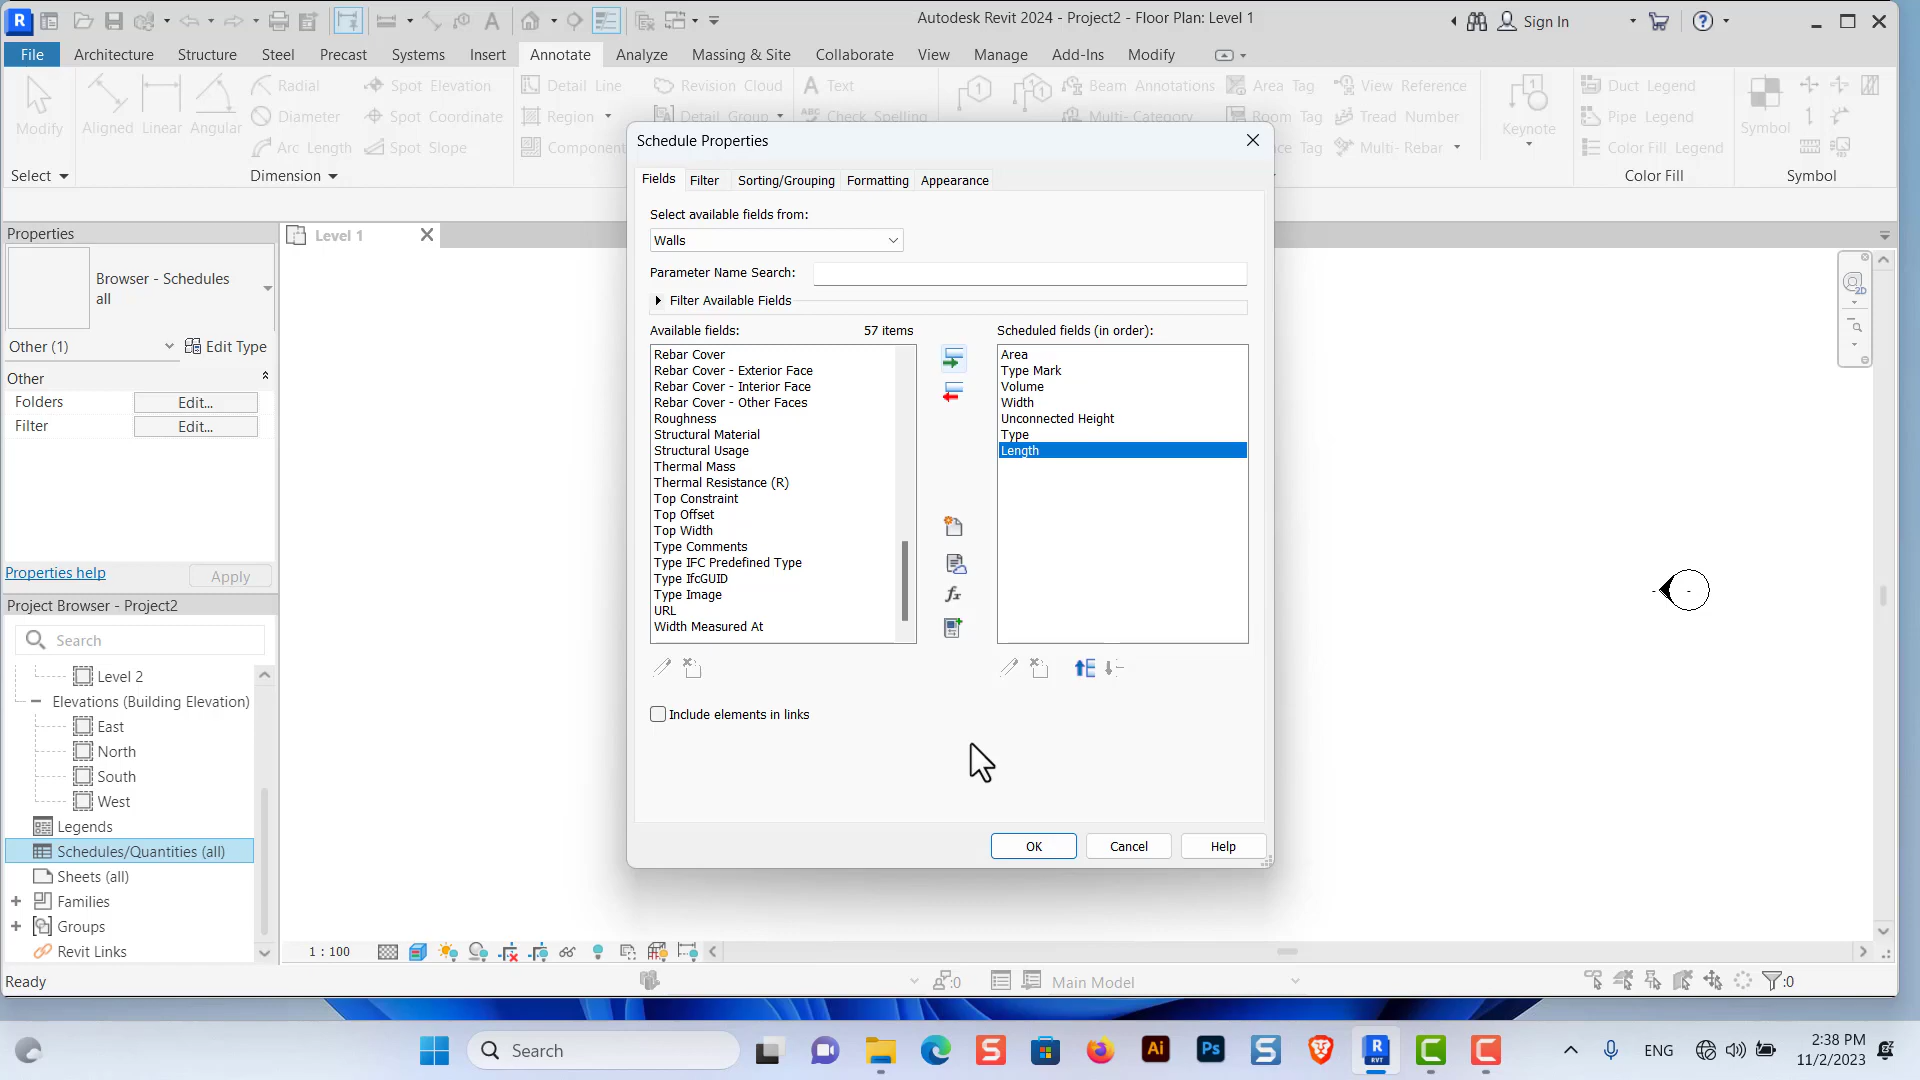 Autodesk Revit 2024 - Project2 - Floor Plan: Level 1
Sign In
File Architecture Structure Steel Precast Systems Insert Annotate Analyze Massing & Site Collaborate View Manage Add-Ins Modify
Modify
Aligned
Linear
Angular
Radial
Diameter
Arc Length
Spot Elevation
Spot Coordinate
Spot Slope
Detail Line
Region
Component
Revision Cloud
Detail Group
Text
Check Spelling
Beam Annotations
Multi- Category
Area Tag
Room Tag
ce Tag
View Reference
Tread Number
Multi- Rebar
Keynote
Duct Legend
Pipe Legend
Color Fill Legend
Symbol
Select
Dimension
Color Fill
Symbol
Properties
Browser - Schedules
all
Other (1)
Edit Type
Other
Folders Edit...
Filter Edit...
Properties help
Apply
Project Browser - Project2
Search
Level 2
Elevations (Building Elevation)
East
North
South
West
Legends
Schedules/Quantities (all)
Sheets (all)
Families
Groups
Revit Links
Level 1
Schedule Properties
Fields Filter Sorting/Grouping Formatting Appearance
Select available fields from:
Walls
Parameter Name Search:
Filter Available Fields
Available fields: 57 items
Rebar Cover
Rebar Cover - Exterior Face
Rebar Cover - Interior Face
Rebar Cover - Other Faces
Roughness
Structural Material
Structural Usage
Thermal Mass
Thermal Resistance (R)
Top Constraint
Top Offset
Top Width
Type Comments
Type IFC Predefined Type
Type IfcGUID
Type Image
URL
Width Measured At
Scheduled fields (in order):
Area
Type Mark
Volume
Width
Unconnected Height
Type
Length
Include elements in links
OK Cancel Help
2D
1 : 100
Ready
:0
Main Model
:0
Search
ENG
2:38 PM
11/2/2023